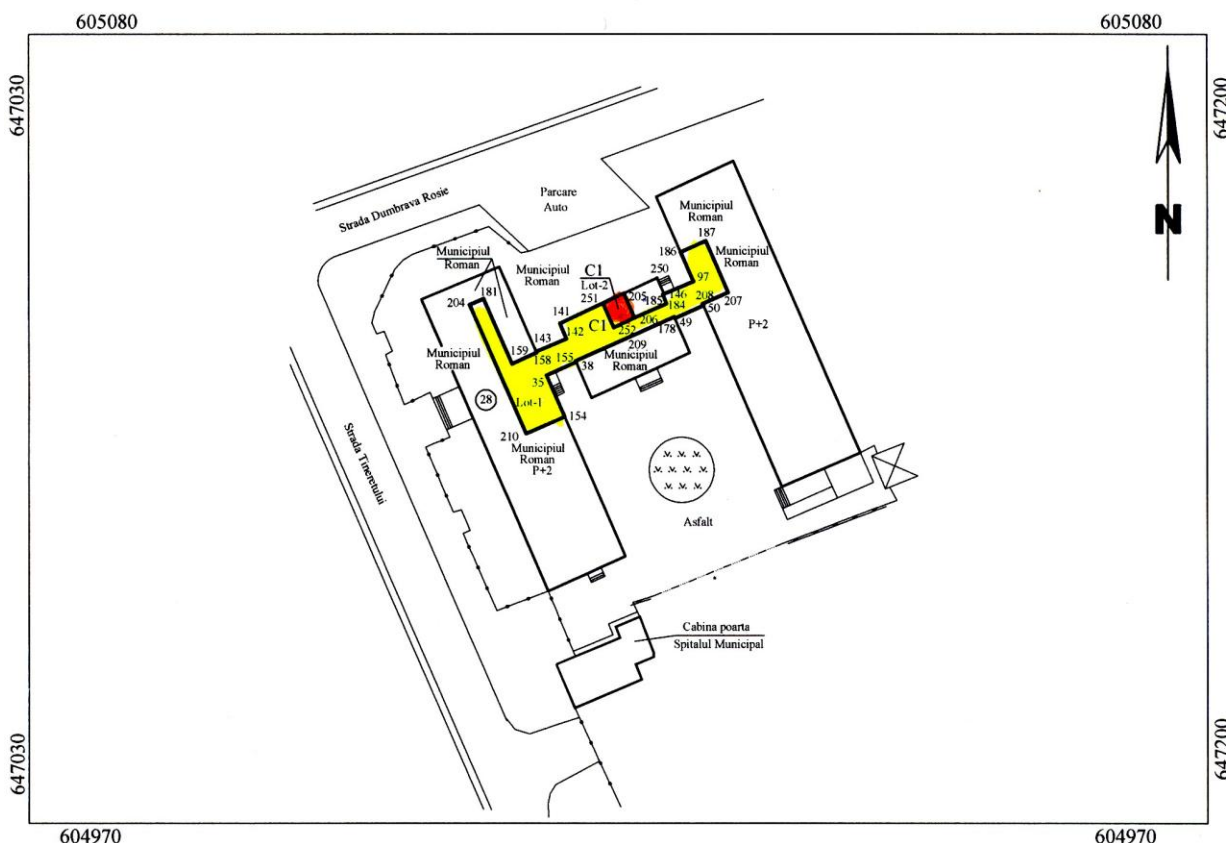 605080
605080
647030
647200
N
Strada Dumbrava Rosie
Parcare
Auto
Municipiul
Roman
187
Municipiul
Roman
186
Municipiul
Roman
Municipiul
Roman
C1
Lot-2
250
97
181
204
251
205
185
146
208
207
184
50
141
C1
142
252
206
49
P+2
143
178
209
159
158
155
38
Municipiul
Roman
Municipiul
Roman
35
28
Lot-1
154
210
Municipiul
Roman
P+2
Strada Tineretului
Asfalt
Cabina poarta
Spitalul Municipal
647030
647200
604970
604970